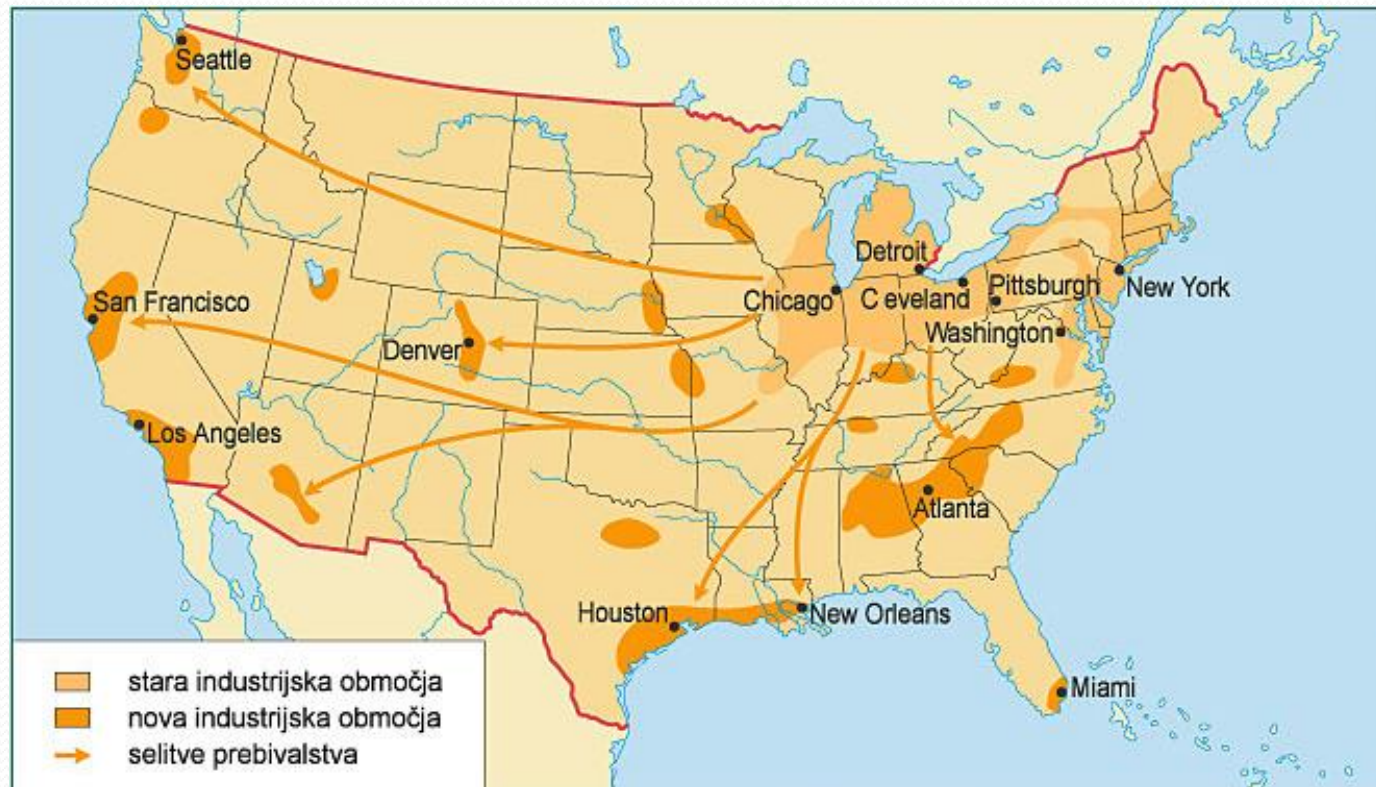 Seattle
Detroit
San Francisco
Chicago
C eveland
Pittsburgh
New York
Washington
Denver
Los Angeles
Atlanta
Houston
New Orleans
Miami
stara industrijska območja
nova industrijska območja
selitve prebivalstva